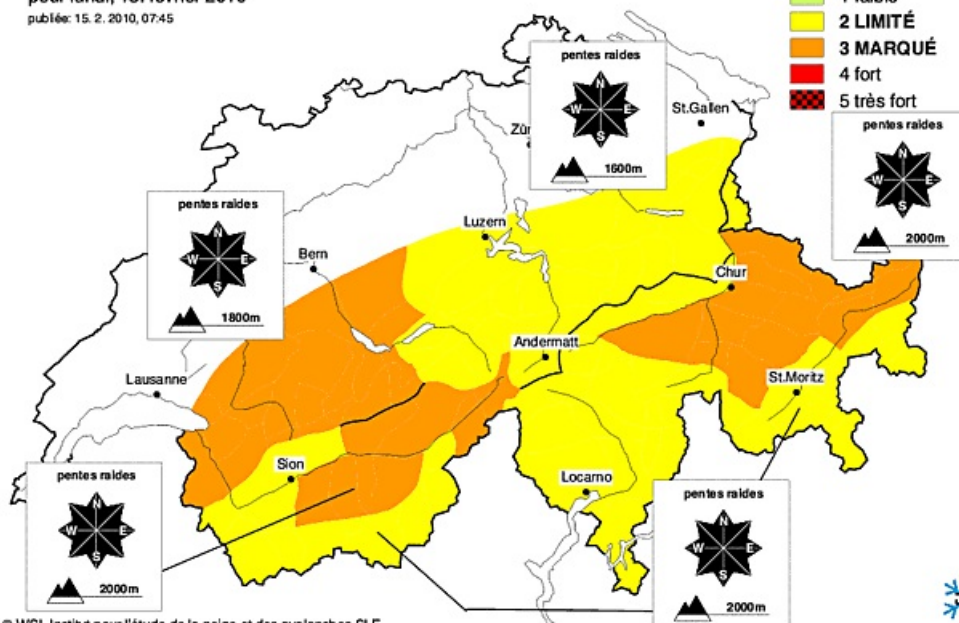 publiée: 15. 2. 2010, 07:45
2 LIMITÉ
3 MARQUÉ
4 fort
5 très fort
pentes raides
N
W E
S
1600m
St.Gallen
pentes raides
N
W E
S
2000m
pentes raides
N
W E
S
1800m
Luzern
Bern
Chur
Andermatt
Lausanne
St.Moritz
Sion
Locarno
pentes raides
N
W E
S
2000m
pentes raides
N
W E
S
2000m